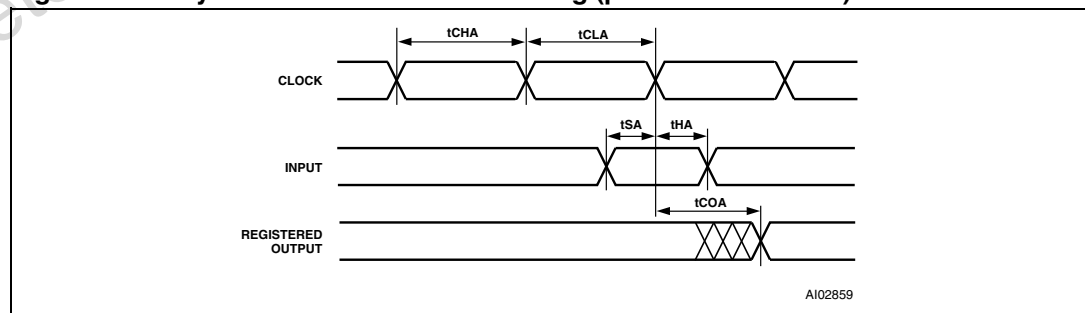 tCHA
tCLA
CLOCK
tSA
tHA
INPUT
tCOA
REGISTERED
OUTPUT
AI02859